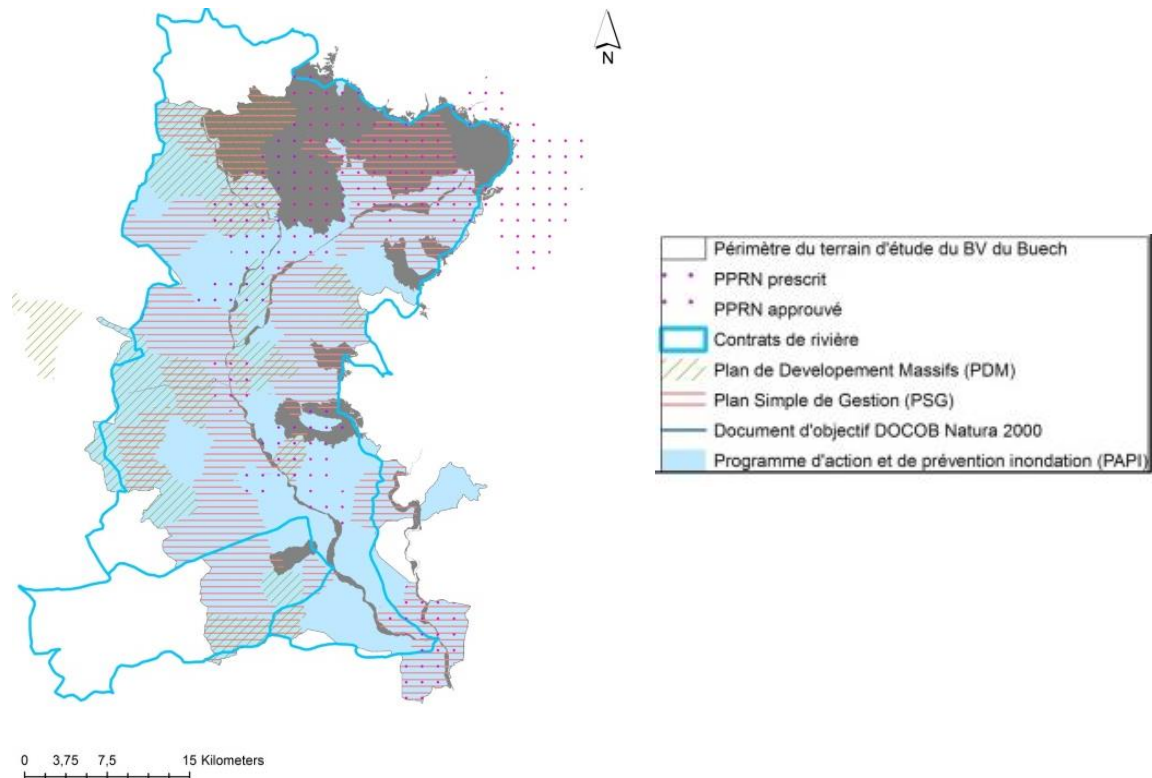 N
Périmètre du terrain d'étude du BV du Buech
PPRN prescrit
PPRN approuvé
Contrats de rivière
Plan de Developement Massifs (PDM)
Plan Simple de Gestion (PSG)
Document d'objectif DOCOB Natura 2000
Programme d'action et de prévention inondation (PAPI)
0 3,75 7,5 15 Kilometers